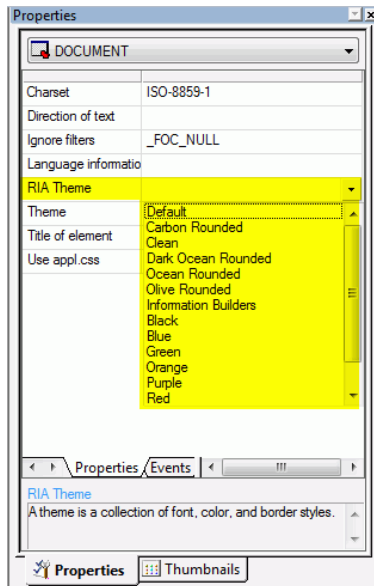 Properties
DOCUMENT
Charset ISO-8859-1
Direction of text
Ignore filters _FOC_NULL
Language informatio
RIA Theme
Theme Default
Carbon Rounded
Title of element Clean
Dark Ocean Rounded
Use appl.css Ocean Rounded
Olive Rounded
Information Builders
Black
Blue
Green
Orange
Purple
Red
Properties Events
RIA Theme
A theme is a collection of font, color, and border styles.
Properties Thumbnails